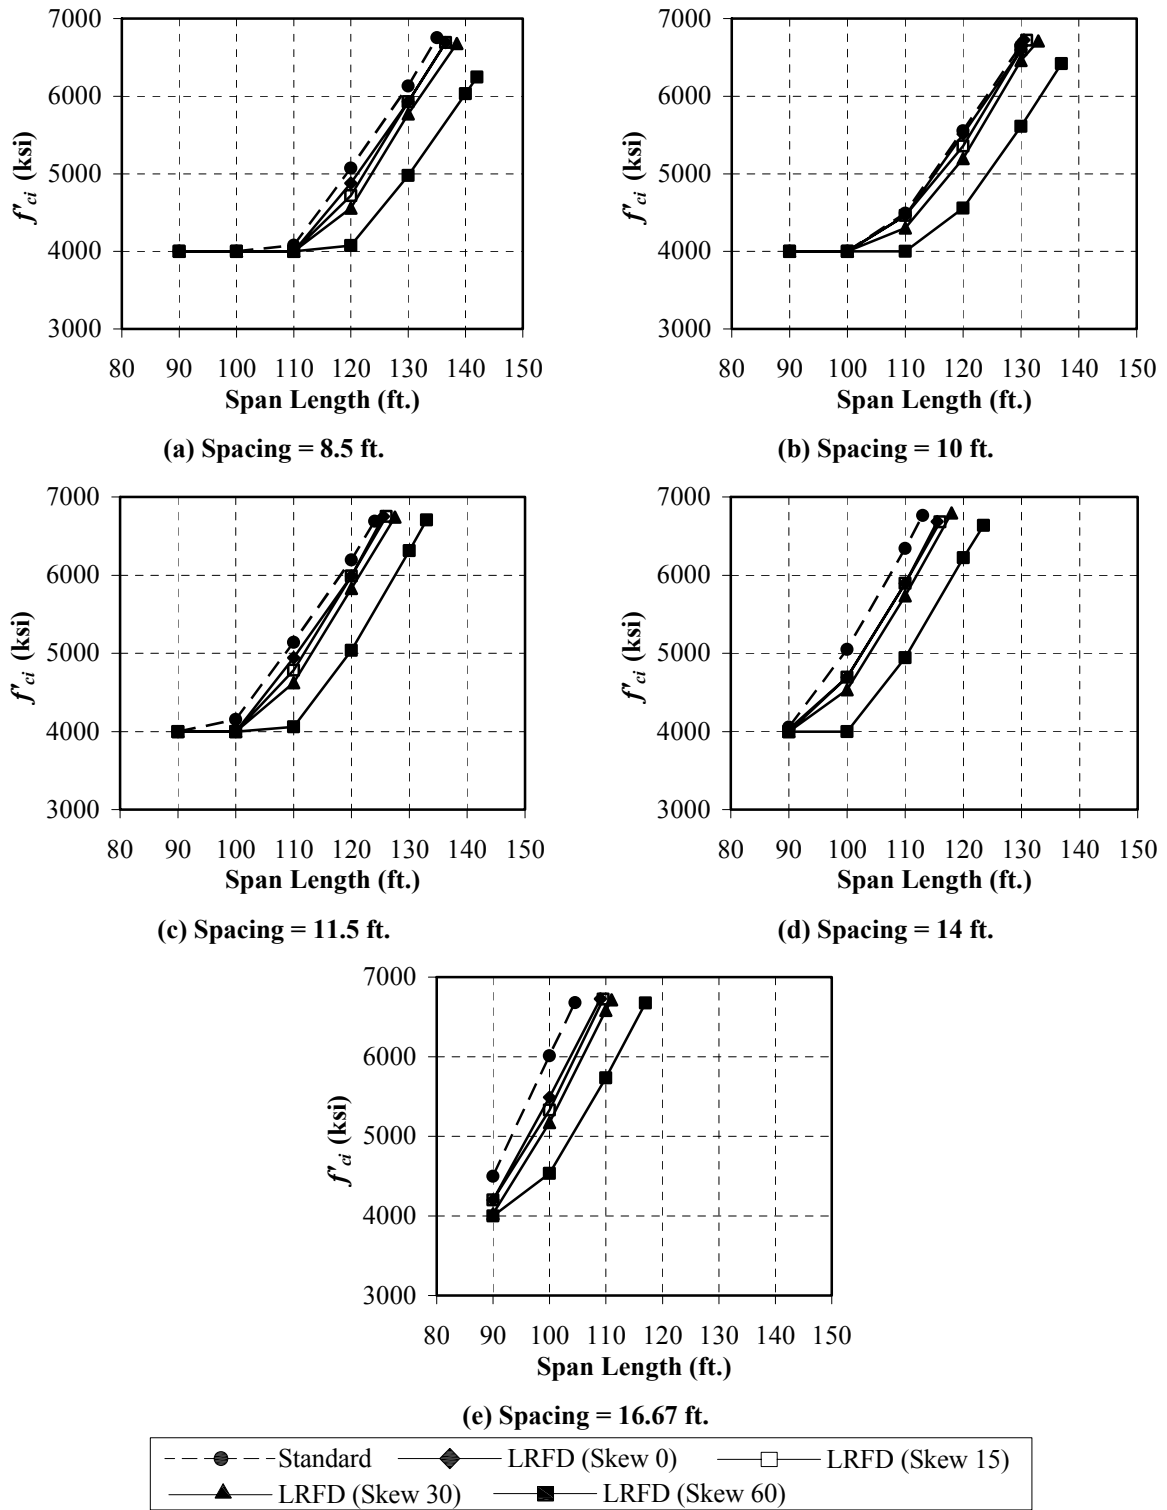 7000
6000
5000
4000
3000
f'ci (ksi)
80 90 100 110 120 130 140 150
Span Length (ft.)
(a) Spacing = 8.5 ft.
7000
6000
5000
4000
3000
f'ci (ksi)
80 90 100 110 120 130 140 150
Span Length (ft.)
(b) Spacing = 10 ft.
7000
6000
5000
4000
3000
f'ci (ksi)
80 90 100 110 120 130 140 150
Span Length (ft.)
(c) Spacing = 11.5 ft.
7000
6000
5000
4000
3000
f'ci (ksi)
80 90 100 110 120 130 140 150
Span Length (ft.)
(d) Spacing = 14 ft.
7000
6000
5000
4000
3000
f'ci (ksi)
80 90 100 110 120 130 140 150
Span Length (ft.)
(e) Spacing = 16.67 ft.
Standard LRFD (Skew 0) LRFD (Skew 15)
LRFD (Skew 30) LRFD (Skew 60)